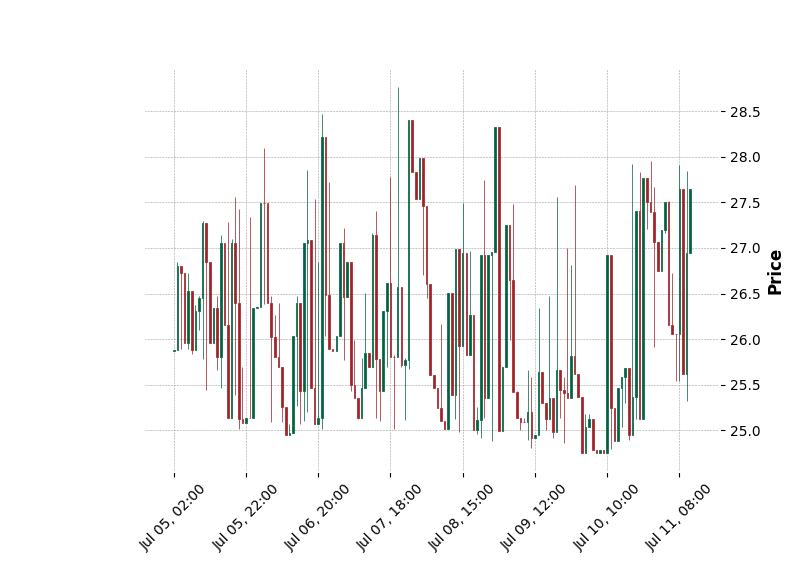 28.5
28.0
27.5
27.0
26.5
26.0
25.5
25.0
Price
Jul 05, 02:00
Jul 05, 22:00
Jul 06, 20:00
Jul 07, 18:00
Jul 08, 15:00
Jul 09, 12:00
Jul 10, 10:00
Jul 11, 08:00